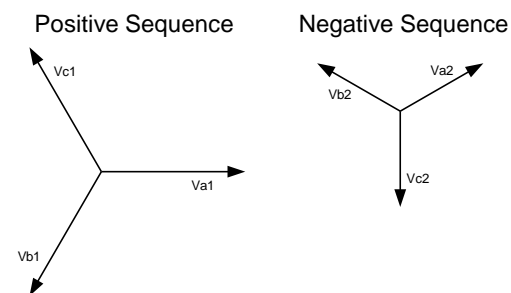 Positive Sequence
Negative Sequence
Vc1
Va1
Vb1
Va2
Vb2
Vc2